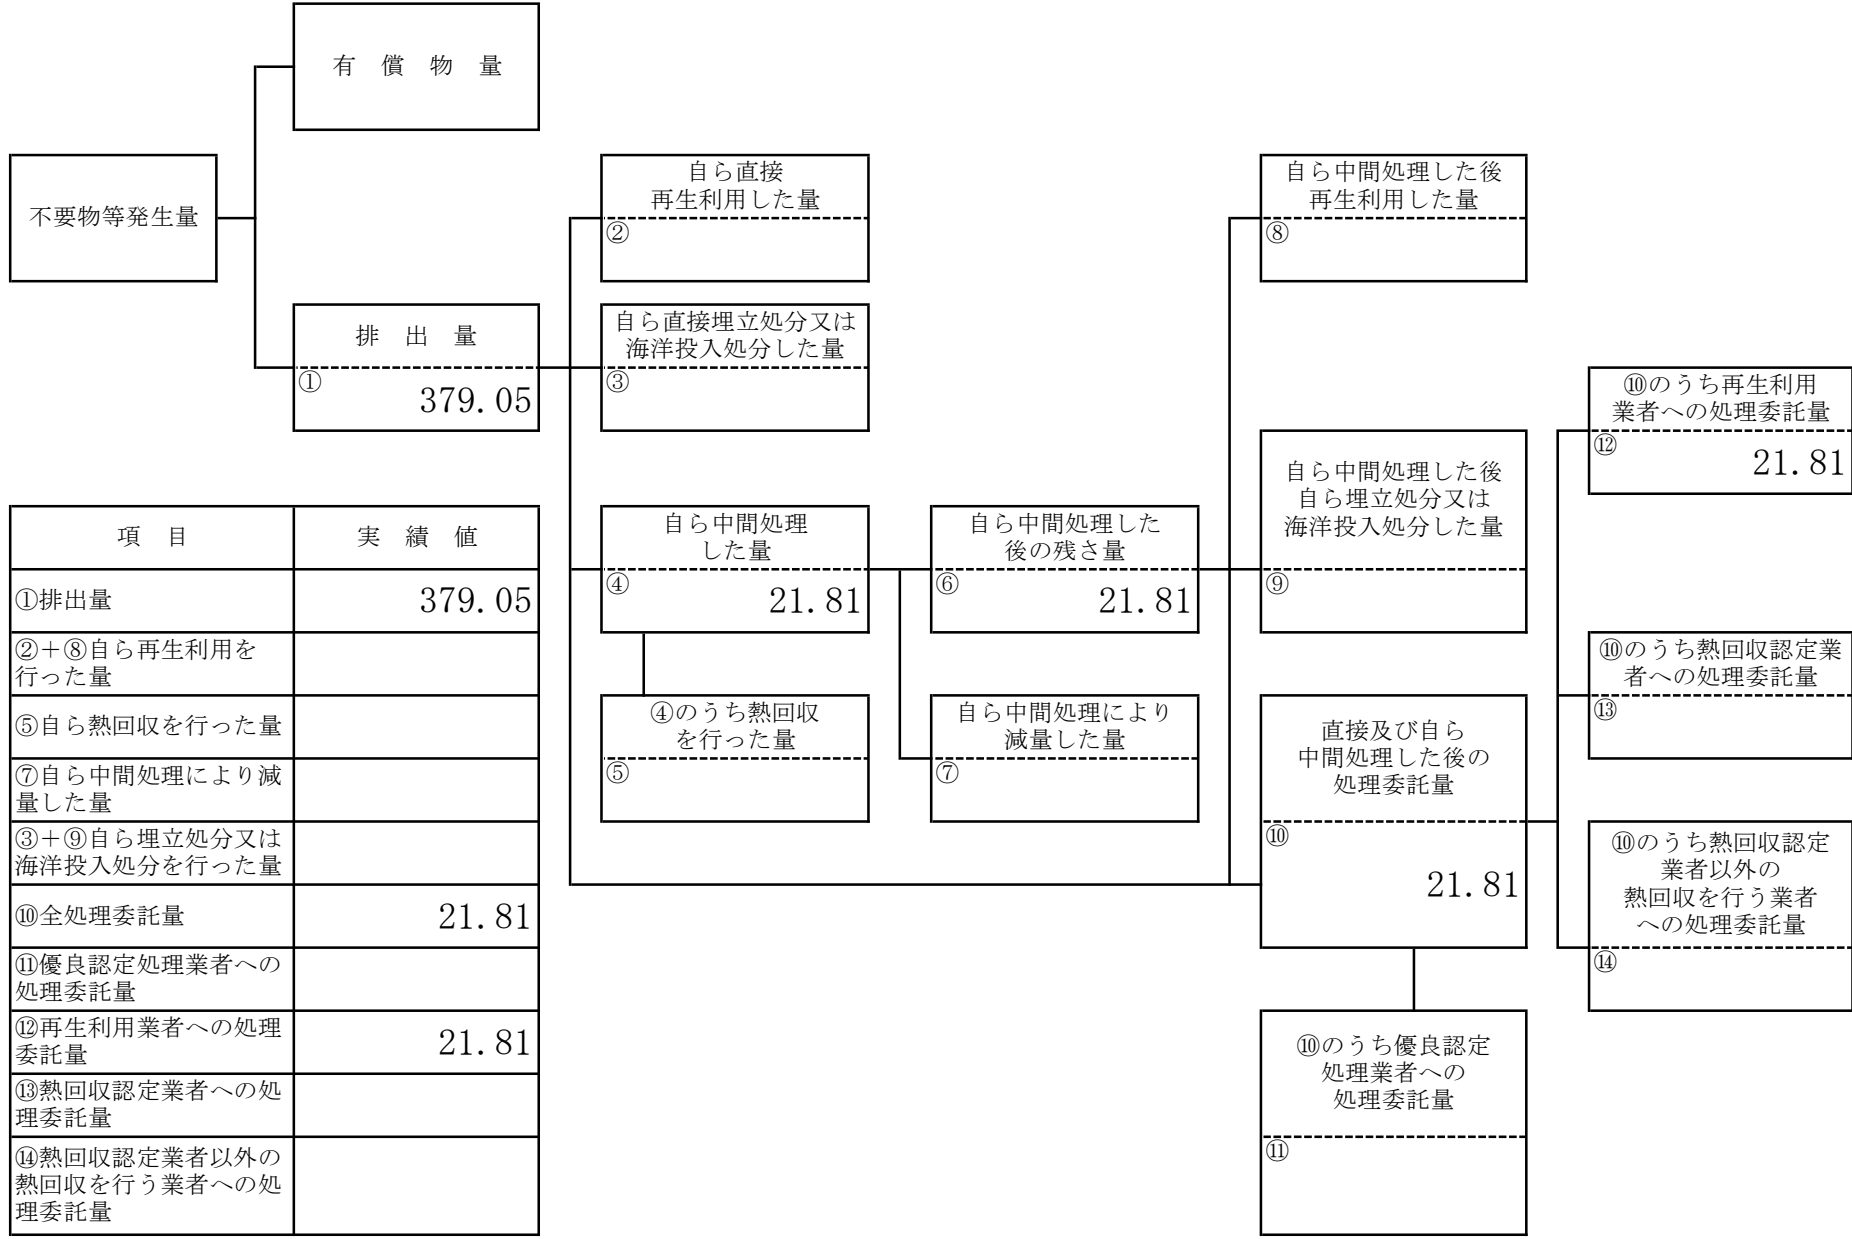 有 償 物 量
不要物等発生量
排 出 量
①
379.05
自ら直接
再生利用した量
②
自ら直接埋立処分又は
海洋投入処分した量
③
自ら中間処理
した量
④
21.81
④のうち熱回収
を行った量
⑤
自ら中間処理した
後の残さ量
⑥
21.81
自ら中間処理により
減量した量
⑦
自ら中間処理した後
再生利用した量
⑧
自ら中間処理した後
自ら埋立処分又は
海洋投入処分した量
⑨
直接及び自ら
中間処理した後の
処理委託量
⑩
21.81
⑩のうち優良認定
処理業者への
処理委託量
⑪
⑩のうち再生利用
業者への処理委託量
⑫
21.81
⑩のうち熱回収認定業
者への処理委託量
⑬
⑩のうち熱回収認定
業者以外の
熱回収を行う業者
への処理委託量
⑭
項 目 実 績 値
①排出量 379.05
②＋⑧自ら再生利用を
行った量
⑤自ら熱回収を行った量
⑦自ら中間処理により減
量した量
③＋⑨自ら埋立処分又は
海洋投入処分を行った量
⑩全処理委託量 21.81
⑪優良認定処理業者への
処理委託量
⑫再生利用業者への処理
委託量 21.81
⑬熱回収認定業者への処
理委託量
⑭熱回収認定業者以外の
熱回収を行う業者への処
理委託量